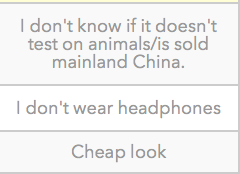 I don't know if it doesn't
test on animals/is sold
mainland China.
I don't wear headphones
Cheap look